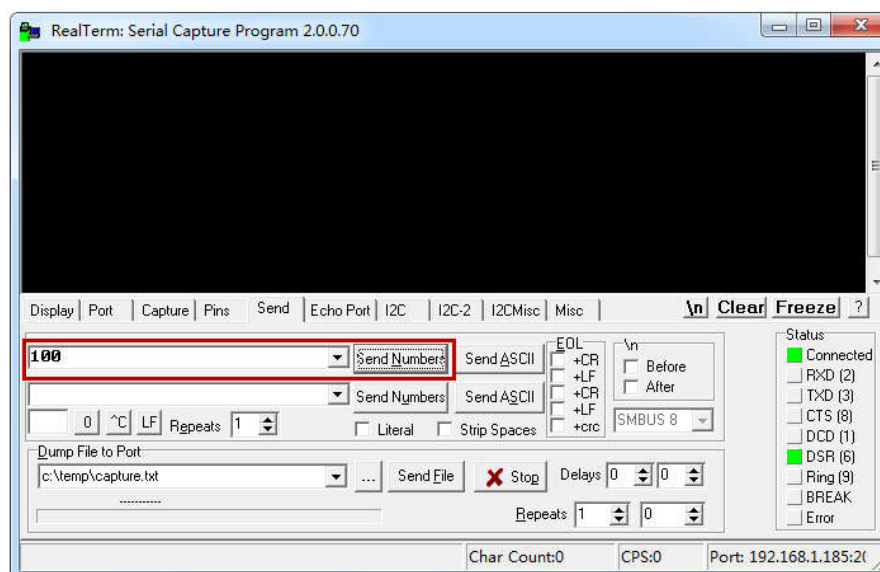 RealTerm: Serial Capture Program 2.0.0.70
Display Port Capture Pins Send Echo Port I2C I2C-2 I2CMisc Misc \n Clear Freeze ?
Status
EOL \n
100 Send Numbers Send ASCII +CR Before Connected
+LF After RXD (2)
Send Numbers Send ASCII +CR TXD (3)
+LF SMBUS 8 CTS (8)
0 ^C LF Repeats 1 Literal Strip Spaces +crc DCD (1)
Dump File to Port DSR (6)
c:\temp\capture.txt ... Send File Stop Delays 0 0 Ring (9)
----------- BREAK
Repeats 1 0 Error
Char Count:0 CPS:0 Port: 192.168.1.185:20